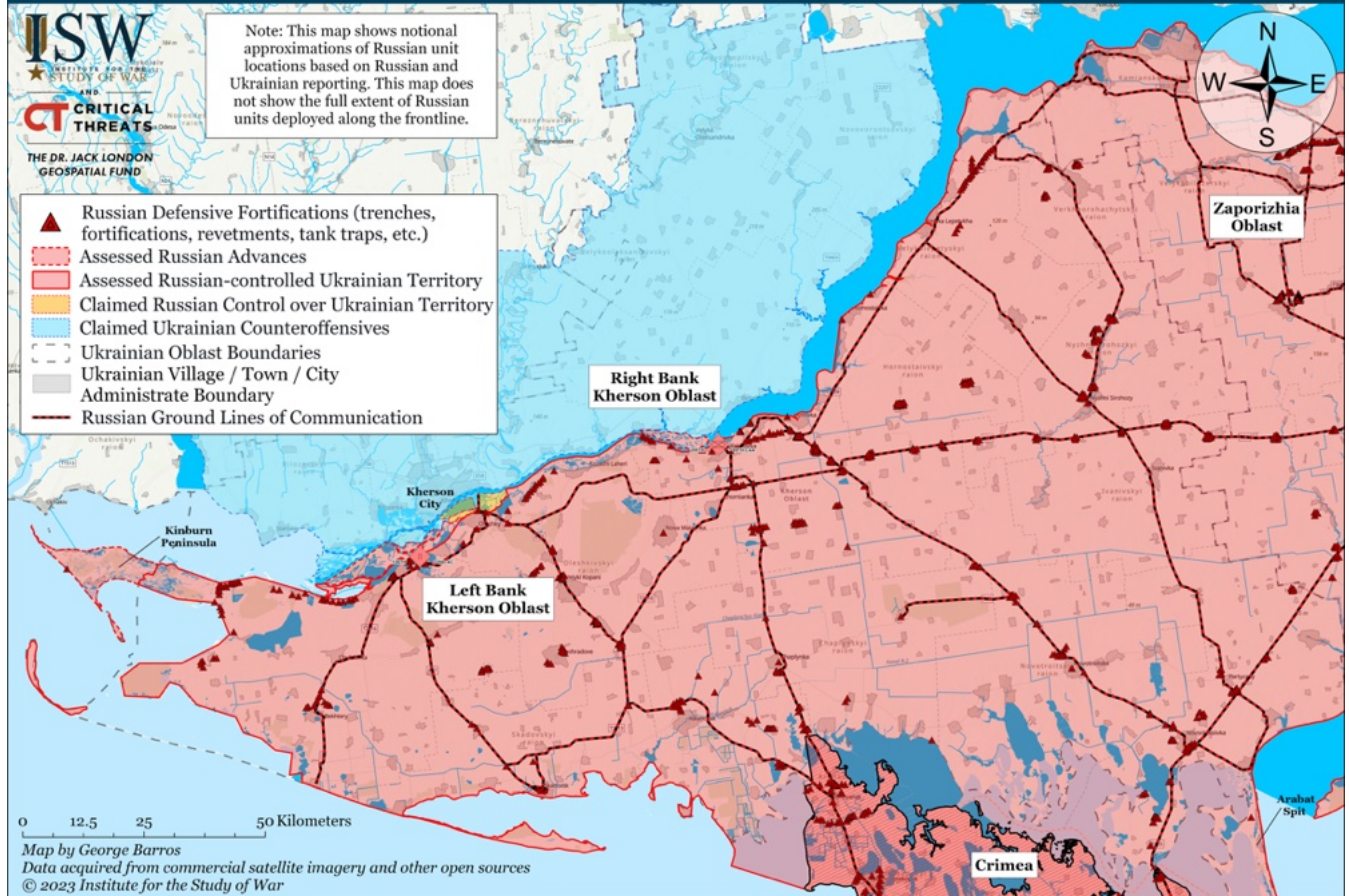 ISW
INSTITUTE FOR THE
STUDY OF WAR
AND
CT CRITICAL
THREATS
THE DR. JACK LONDON
GEOSPATIAL FUND
Note: This map shows notional
approximations of Russian unit
locations based on Russian and
Ukrainian reporting. This map does
not show the full extent of Russian
units deployed along the frontline.
N
W E
S
Russian Defensive Fortifications (trenches,
fortifications, revetments, tank traps, etc.)
Assessed Russian Advances
Assessed Russian-controlled Ukrainian Territory
Claimed Russian Control over Ukrainian Territory
Claimed Ukrainian Counteroffensives
Ukrainian Oblast Boundaries
Ukrainian Village / Town / City
Administrate Boundary
Russian Ground Lines of Communication
Zaporizhia
Oblast
Right Bank
Kherson Oblast
Kherson
City
Kinburn
Peninsula
Left Bank
Kherson Oblast
Kherson
Oblast
Skadovskyi
raion
Arabat
Spit
Crimea
0 12.5 25 50 Kilometers
Map by George Barros
Data acquired from commercial satellite imagery and other open sources
© 2023 Institute for the Study of War